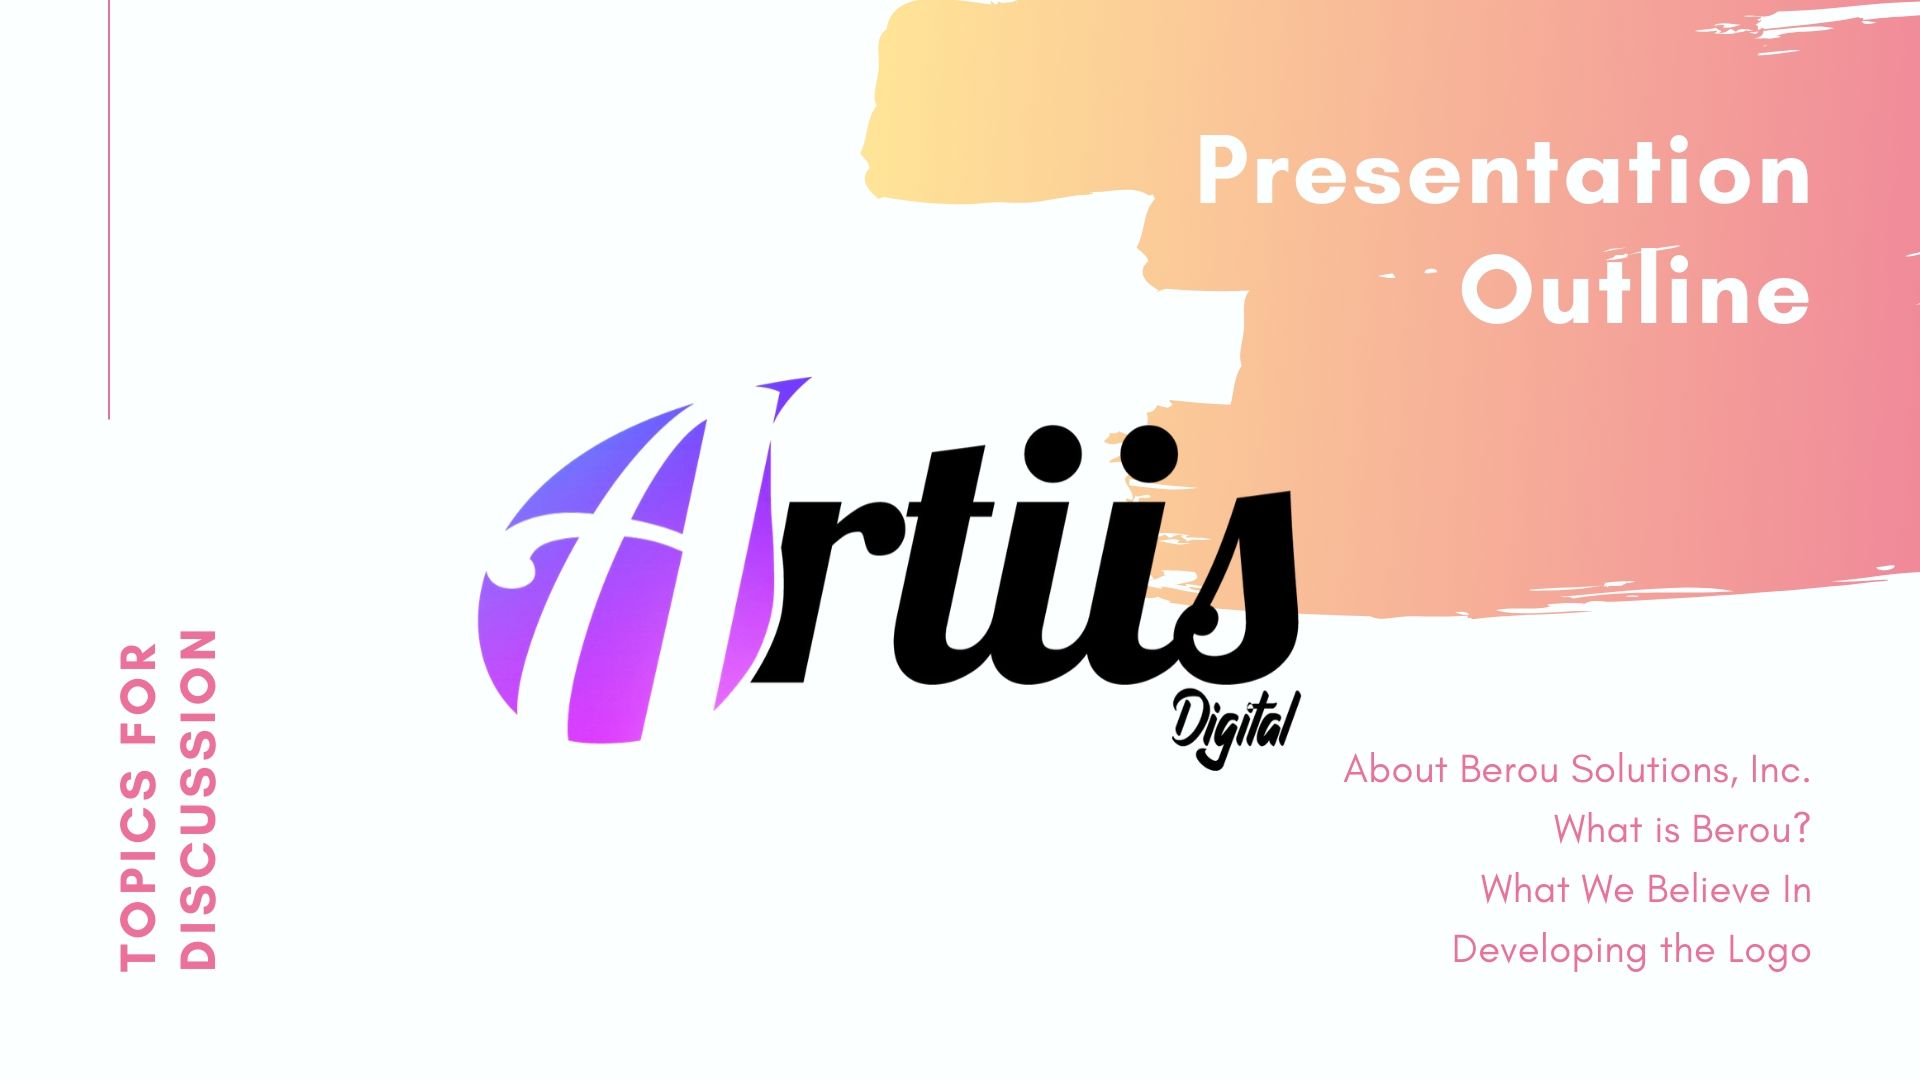 Presentation
Outline
Artiis
Digital
TOPICS FOR
DISCUSSION
About Berou Solutions, Inc.
What is Berou?
What We Believe In
Developing the Logo